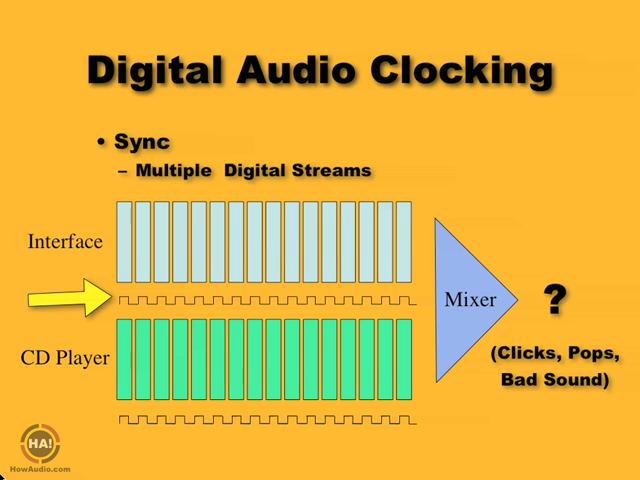 Digital Audio Clocking
• Sync
– Multiple Digital Streams
Interface
Mixer
?
CD Player
(Clicks, Pops,
Bad Sound)
HA!
HowAudio.com